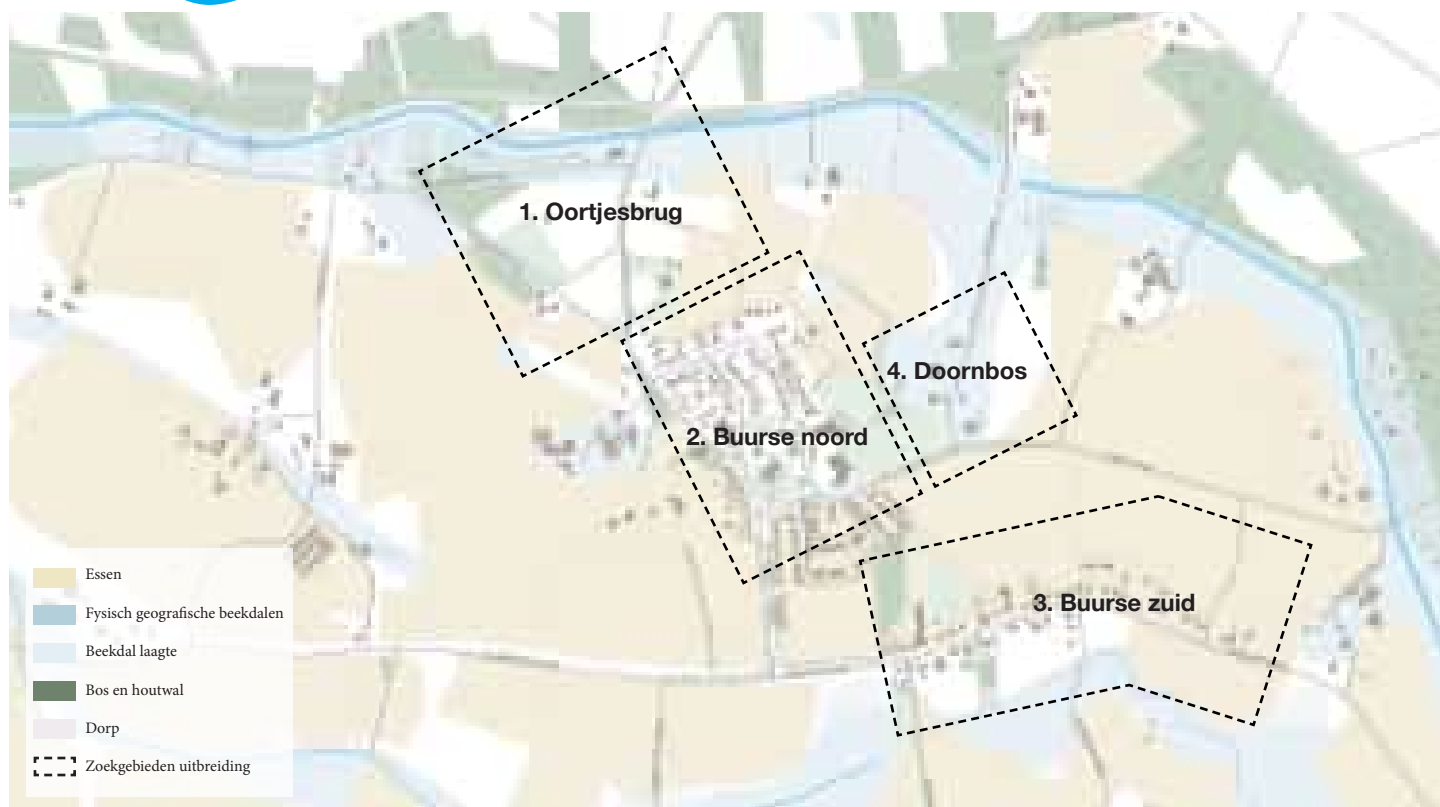 1. Oortjesbrug
4. Doornbos
2. Buurse noord
3. Buurse zuid
Essen
Fysisch geografische beekdalen
Beekdal laagte
Bos en houtwal
Dorp
Zoekgebieden uitbreiding